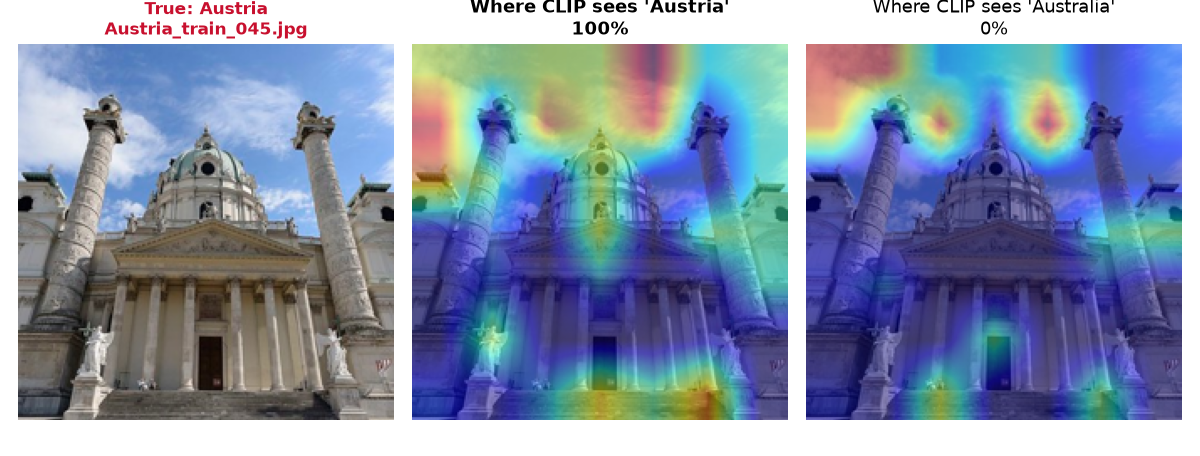 True: Austria
Austria_train_045.jpg
Where CLIP sees 'Austria'
100%
Where CLIP sees 'Australia'
0%